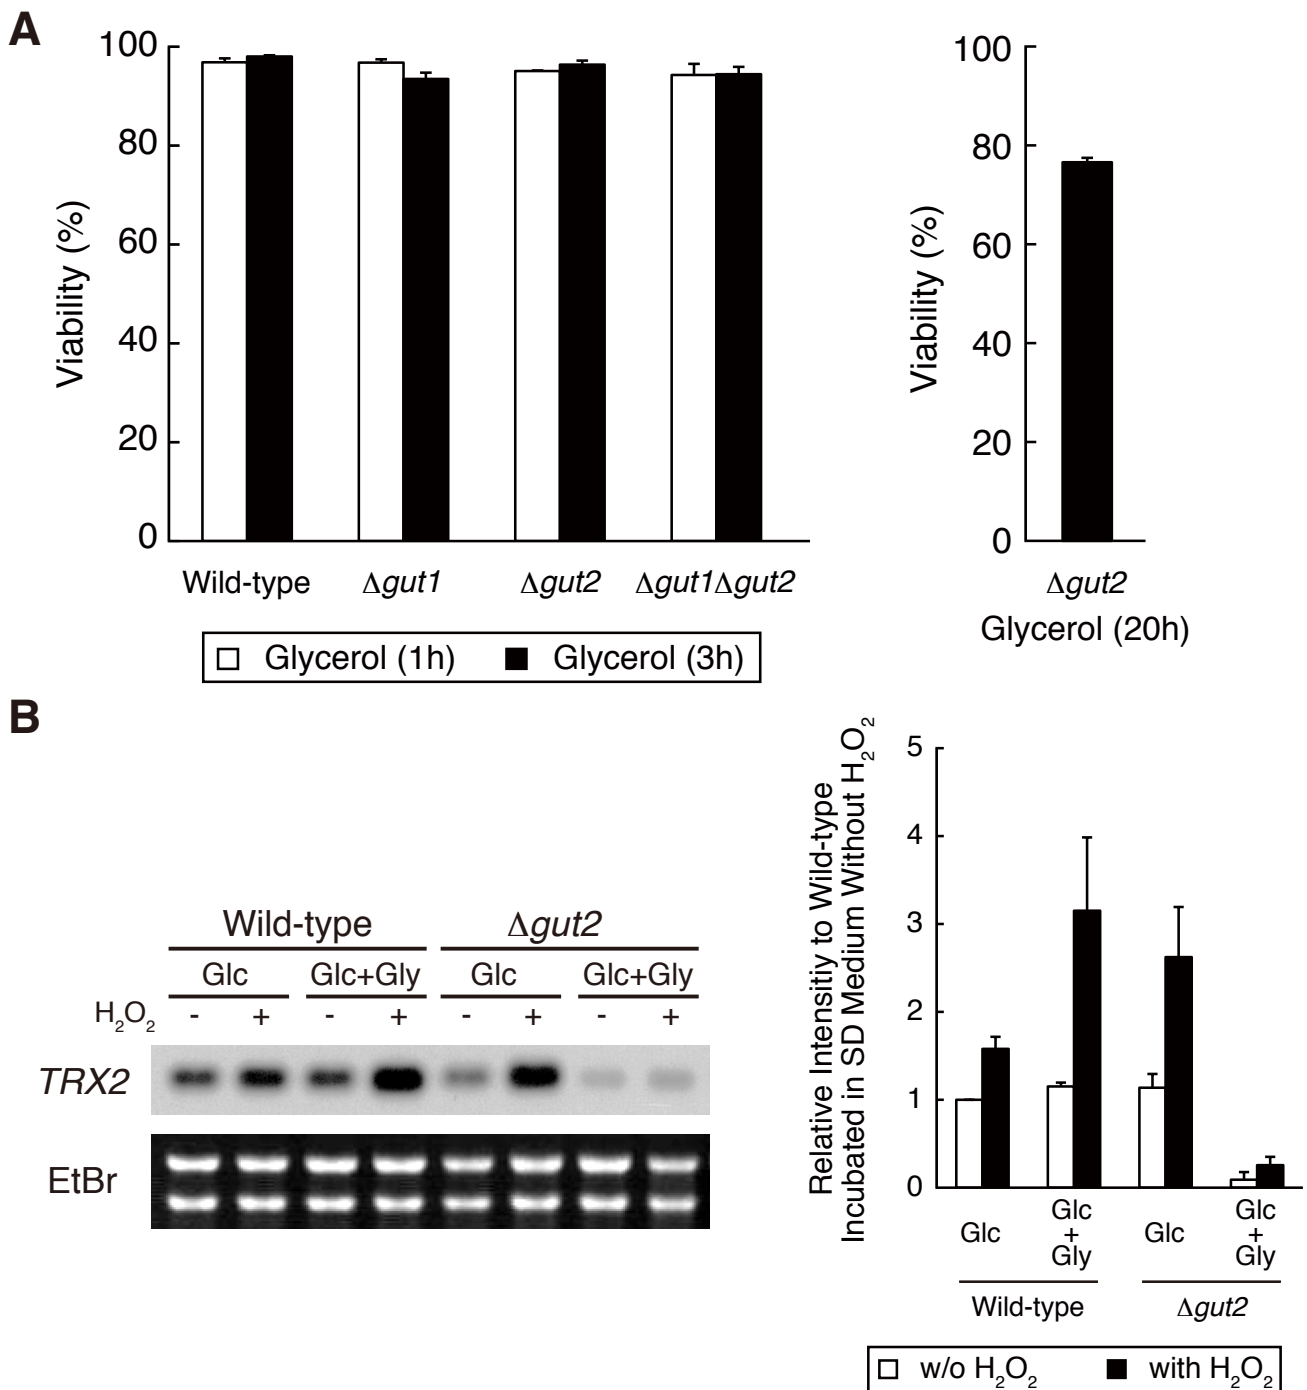 A
100
80
60
40
20
0
Viability (%)
Wild-type Δgut1 Δgut2 Δgut1Δgut2
Glycerol (1h) Glycerol (3h)
100
80
60
40
20
0
Viability (%)
Δgut2
Glycerol (20h)
B
Wild-type Δgut2
Glc Glc+Gly Glc Glc+Gly
H₂O₂ - + - + - + - +
TRX2
EtBr
Relative Intensitiy to Wild-type
Incubated in SD Medium Without H₂O₂
5
4
3
2
1
0
Glc Glc + Gly Glc Glc + Gly
Wild-type Δgut2
w/o H₂O₂ with H₂O₂